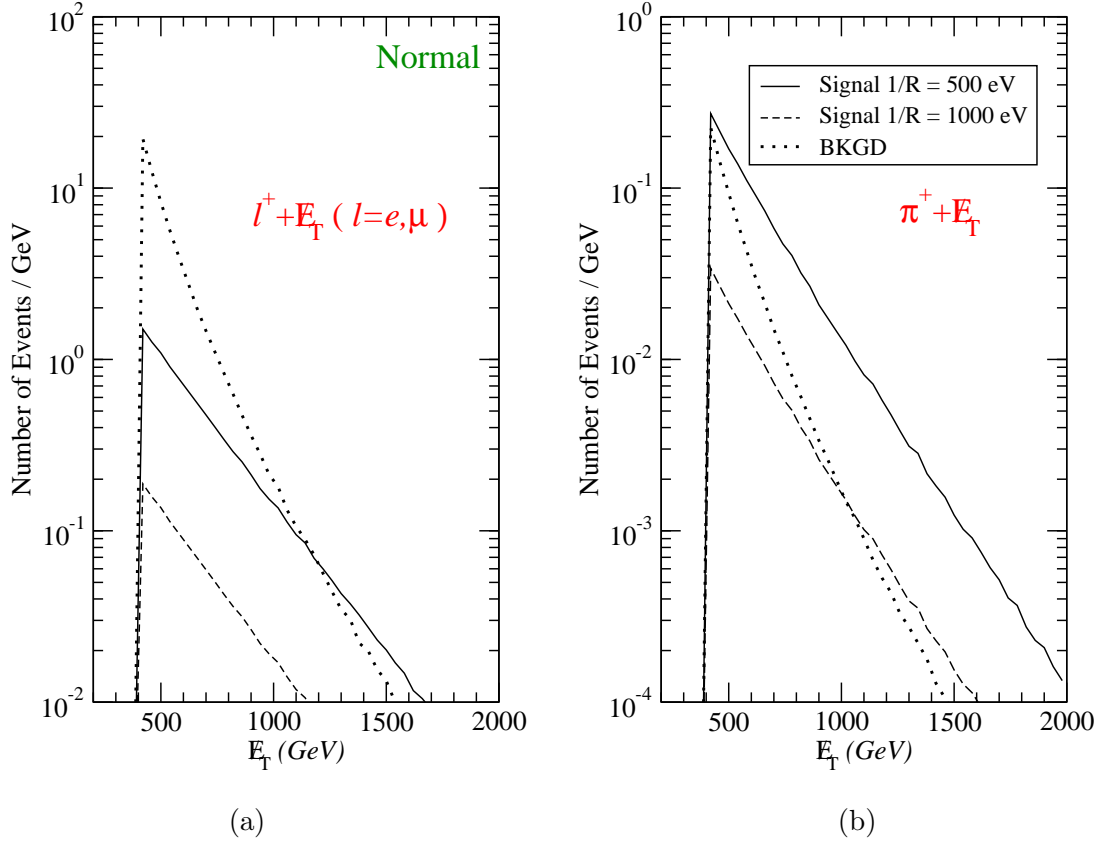 10^2
10^1
10^0
10^-1
10^-2
Number of Events / GeV
Normal
l^+ +E̸_T ( l=e,μ )
500
1000
1500
2000
E̸_T (GeV)
(a)
10^0
10^-1
10^-2
10^-3
10^-4
Number of Events / GeV
Signal 1/R = 500 eV
Signal 1/R = 1000 eV
BKGD
π^+ +E̸_T
500
1000
1500
2000
E̸_T (GeV)
(b)